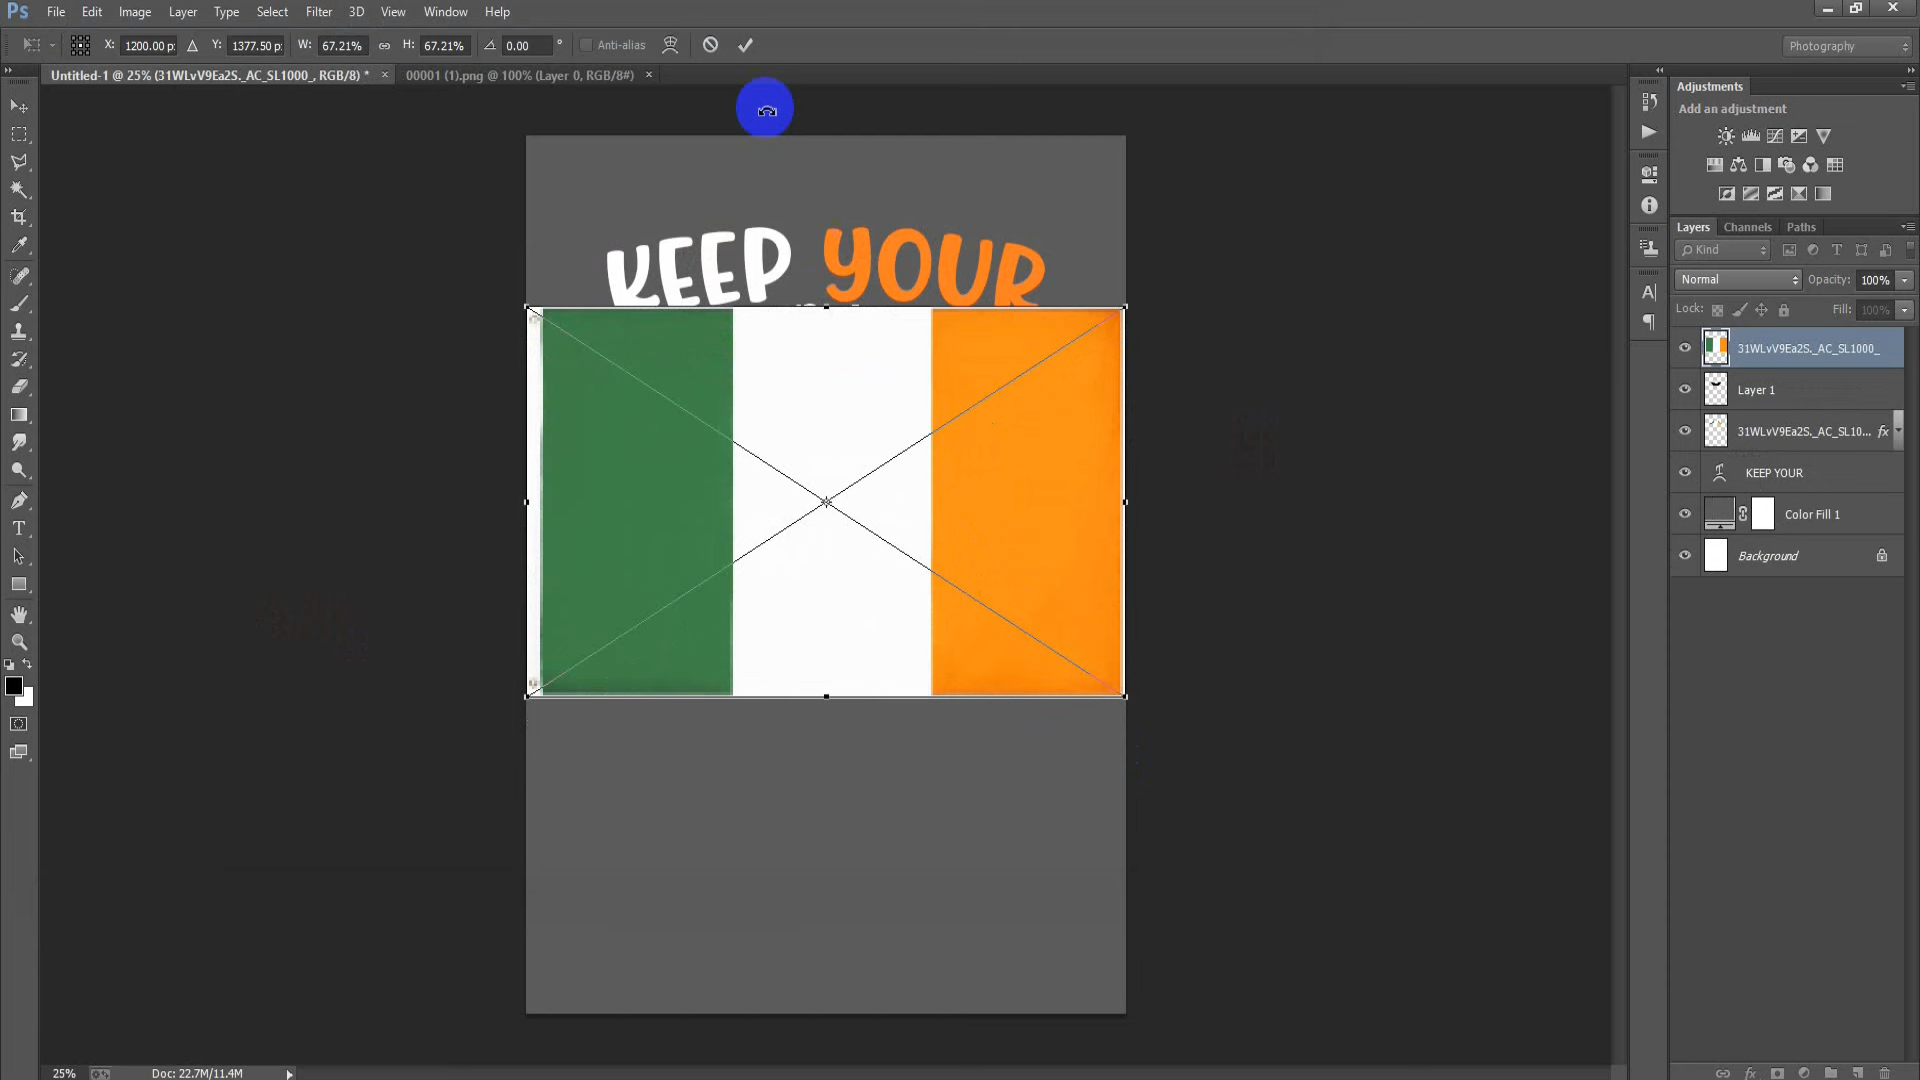 Ps File Edit Image Layer Type Select Filter 3D View Window Help
X: 1200.00 p: Y: 1377.50 p: W: 67.21% H: 67.21% 0.00 ° Anti-alias Photography
Untitled-1 @ 25% (31WLvV9Ea2S._AC_SL1000_, RGB/8) * × 00001 (1).png @ 100% (Layer 0, RGB/8#) ×
Adjustments
Add an adjustment
KEEP YOUR
Layers Channels Paths
Kind
Normal Opacity: 100%
Lock: Fill: 100%
31WLvV9Ea2S._AC_SL1000_
Layer 1
31WLvV9Ea2S._AC_SL10... fx
KEEP YOUR
Color Fill 1
Background
25% Doc: 22.7M/11.4M